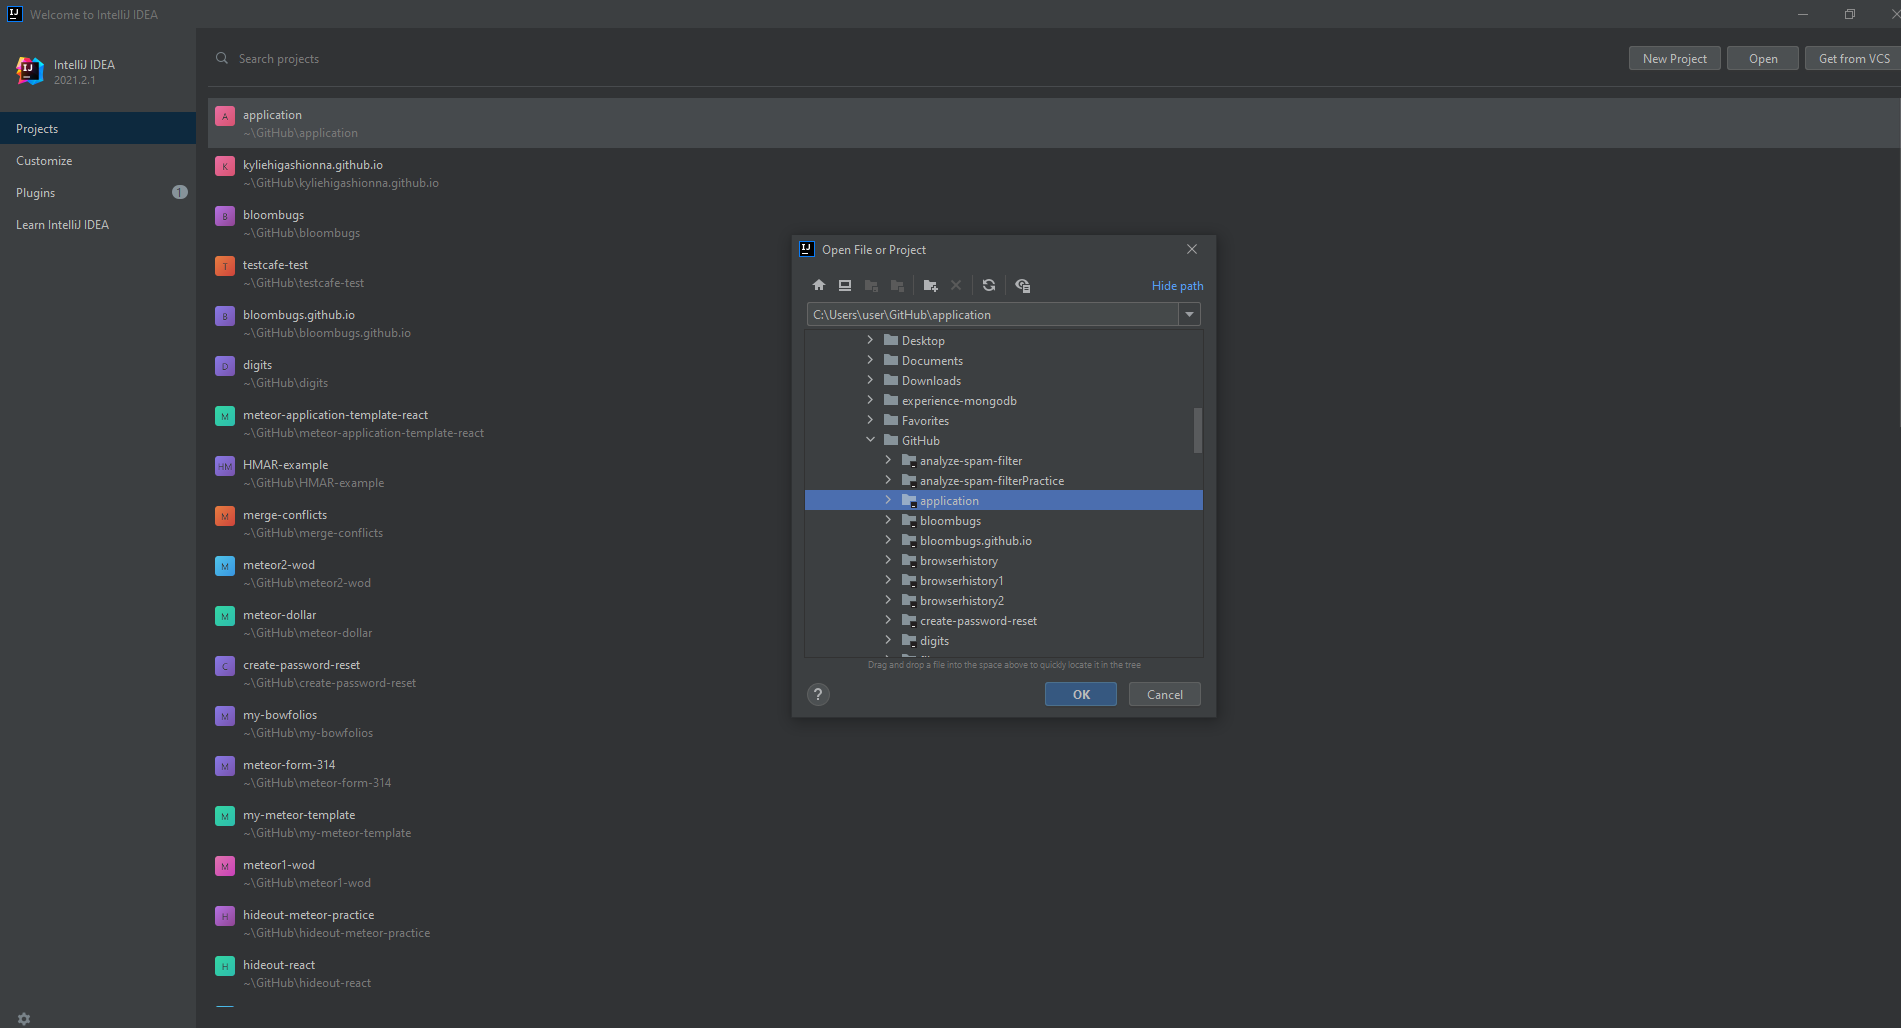 Welcome to IntelliJ IDEA
IntelliJ IDEA
2021.2.1
Projects
Customize
Plugins 1
Learn IntelliJ IDEA
Search projects
New Project Open Get from VCS
A application
~\GitHub\application
K kyliehigashionna.github.io
~\GitHub\kyliehigashionna.github.io
B bloombugs
~\GitHub\bloombugs
T testcafe-test
~\GitHub\testcafe-test
B bloombugs.github.io
~\GitHub\bloombugs.github.io
D digits
~\GitHub\digits
M meteor-application-template-react
~\GitHub\meteor-application-template-react
HM HMAR-example
~\GitHub\HMAR-example
M merge-conflicts
~\GitHub\merge-conflicts
M meteor2-wod
~\GitHub\meteor2-wod
M meteor-dollar
~\GitHub\meteor-dollar
C create-password-reset
~\GitHub\create-password-reset
M my-bowfolios
~\GitHub\my-bowfolios
M meteor-form-314
~\GitHub\meteor-form-314
M my-meteor-template
~\GitHub\my-meteor-template
M meteor1-wod
~\GitHub\meteor1-wod
H hideout-meteor-practice
~\GitHub\hideout-meteor-practice
H hideout-react
~\GitHub\hideout-react
Open File or Project
Hide path
C:\Users\user\GitHub\application
Desktop
Documents
Downloads
experience-mongodb
Favorites
GitHub
analyze-spam-filter
analyze-spam-filterPractice
application
bloombugs
bloombugs.github.io
browserhistory
browserhistory1
browserhistory2
create-password-reset
digits
Drag and drop a file into the space above to quickly locate it in the tree
? OK Cancel